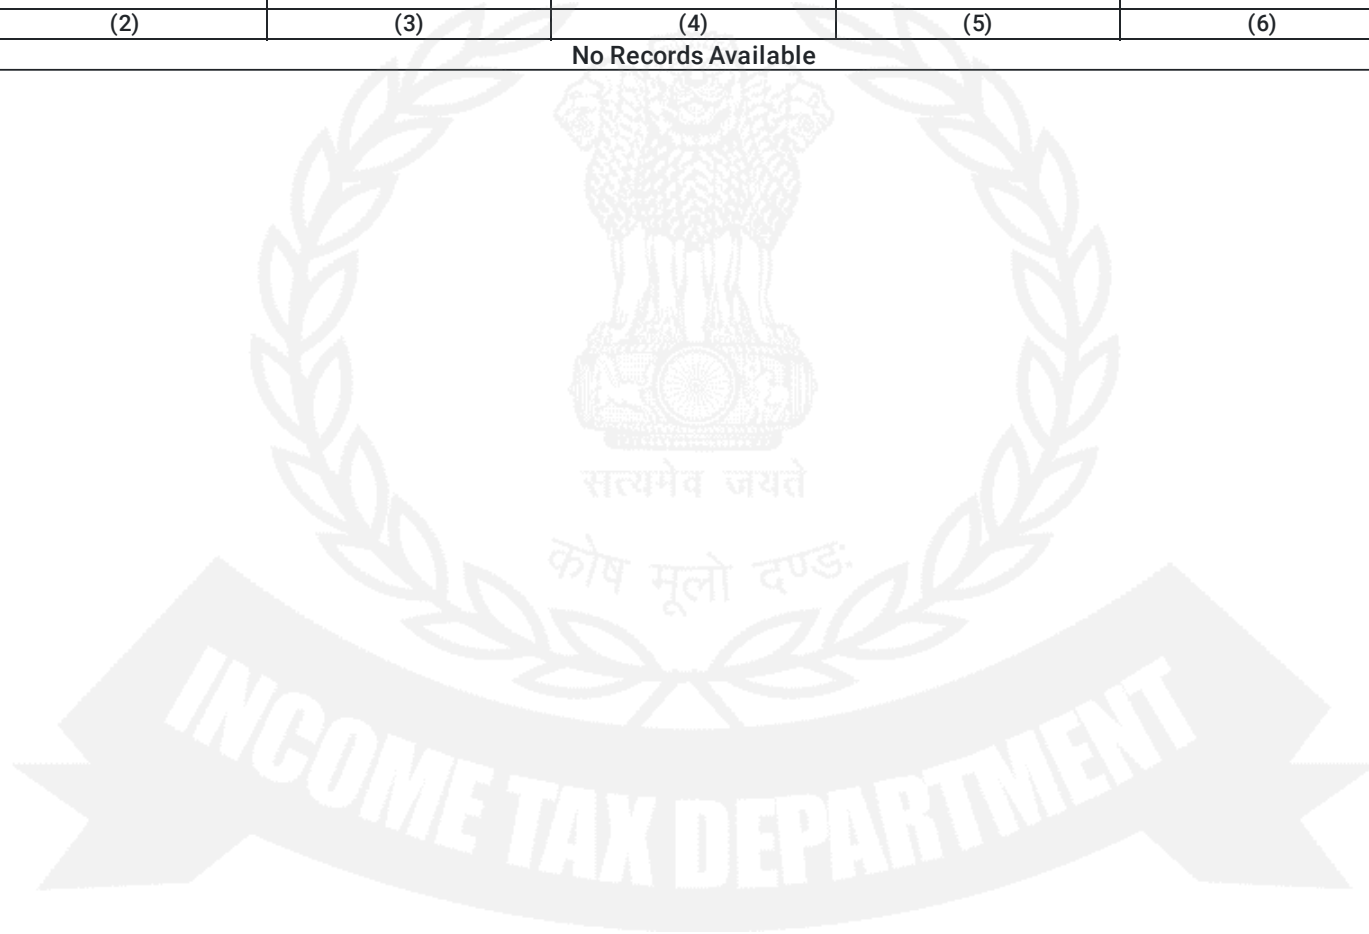 (2) (3) (4) (5) (6)
No Records Available
सत्यमेव जयते
कोष मूलो दण्डः
INCOME TAX DEPARTMENT